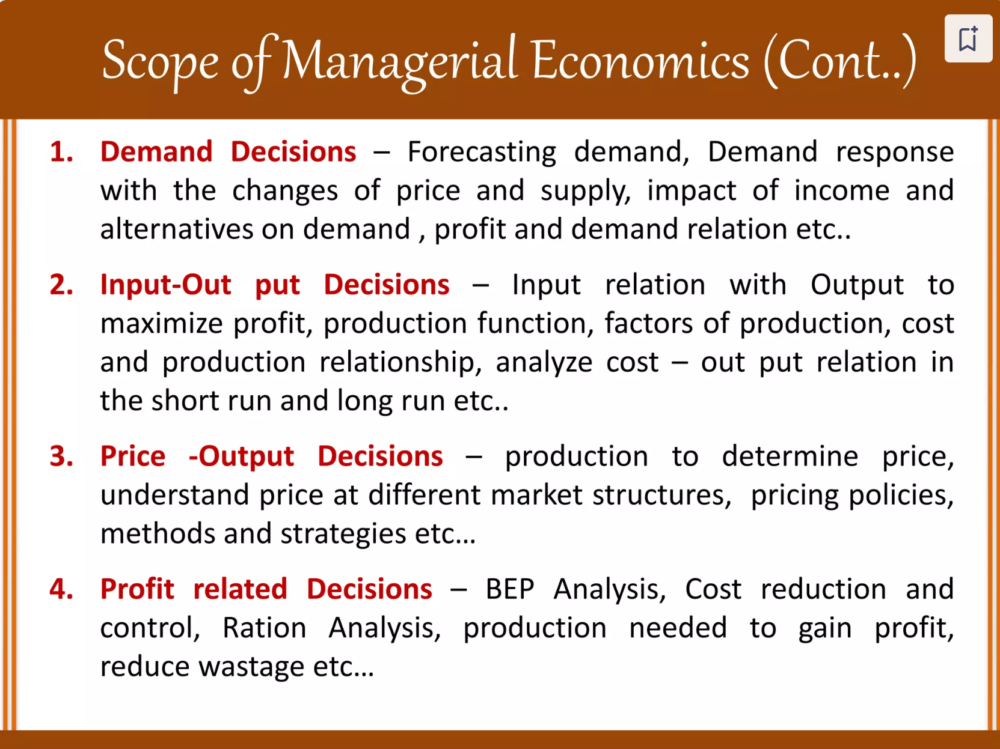 Scope of Managerial Economics (Cont..)
1. Demand Decisions – Forecasting demand, Demand response
with the changes of price and supply, impact of income and
alternatives on demand , profit and demand relation etc..
2. Input-Out put Decisions – Input relation with Output to
maximize profit, production function, factors of production, cost
and production relationship, analyze cost – out put relation in
the short run and long run etc..
3. Price -Output Decisions – production to determine price,
understand price at different market structures,  pricing policies,
methods and strategies etc...
4. Profit related Decisions – BEP Analysis, Cost reduction and
control, Ration Analysis, production needed to gain profit,
reduce wastage etc...